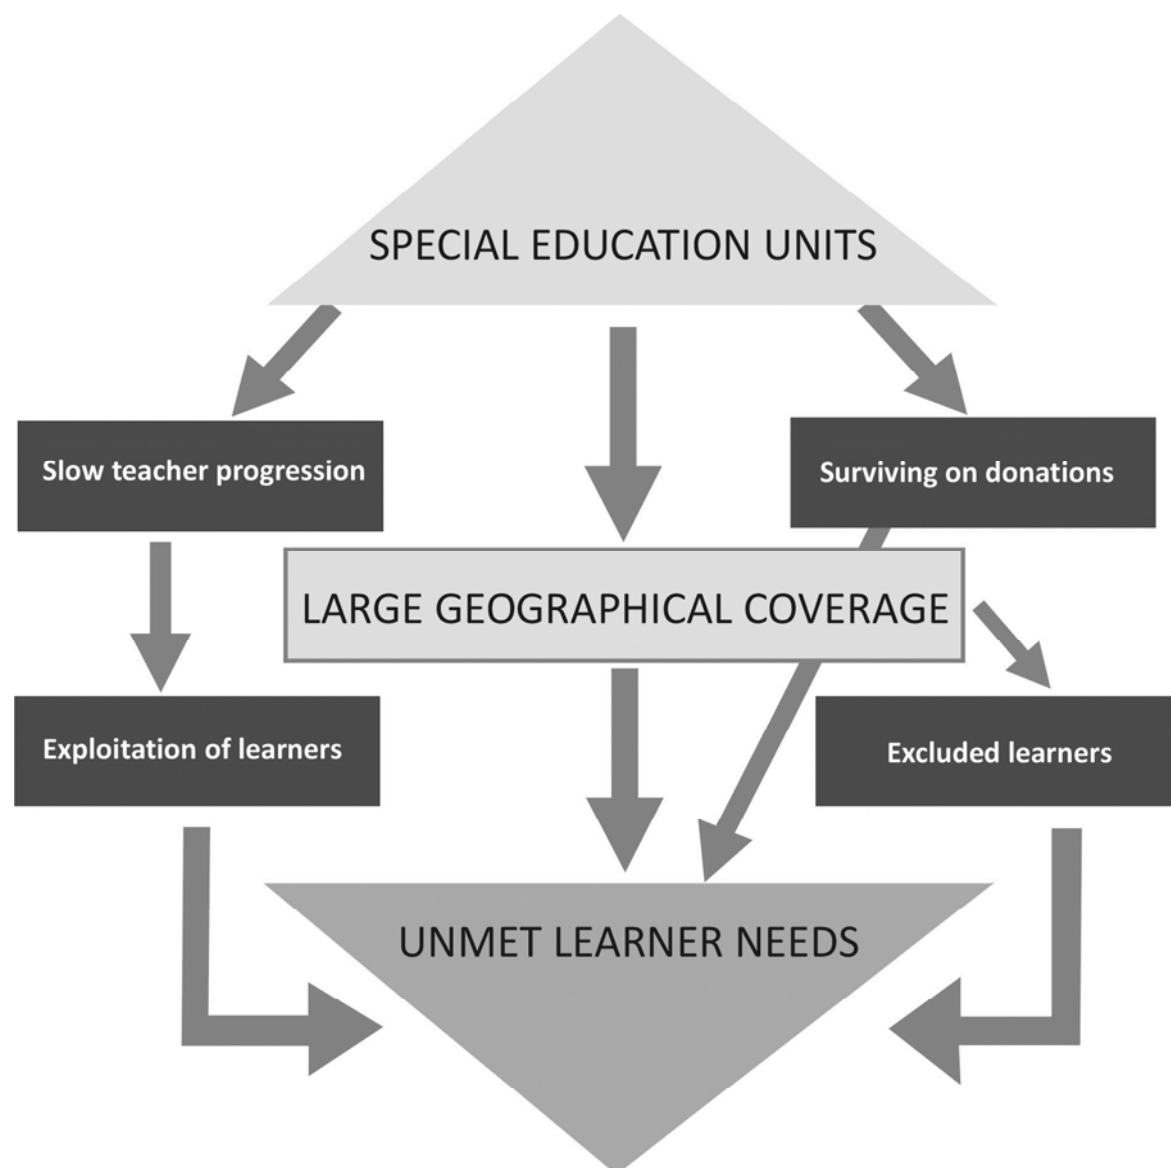 SPECIAL EDUCATION UNITS
Slow teacher progression
Surviving on donations
LARGE GEOGRAPHICAL COVERAGE
Exploitation of learners
Excluded learners
UNMET LEARNER NEEDS